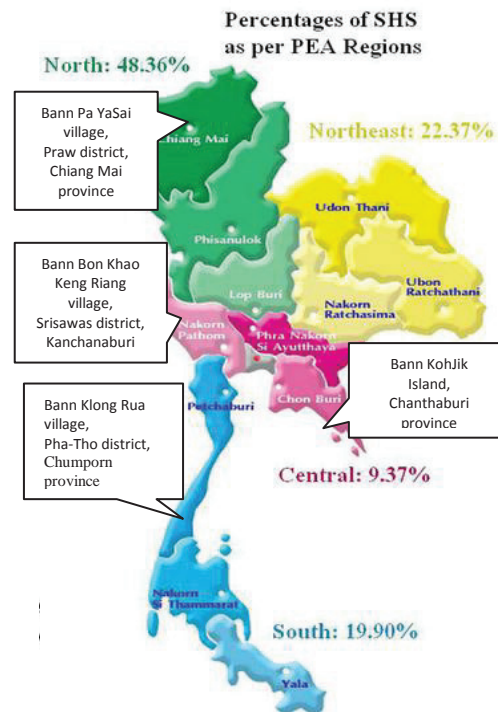 Percentages of SHS
as per PEA Regions
North: 48.36%
Bann Pa YaSai
village,
Praw district,
Chiang Mai
province
Chiang Mai
Northeast: 22.37%
Udon Thani
Phisanulok
Bann Bon Khao
Keng Riang
village,
Srisawas district,
Kanchanaburi
Ubon
Ratchathani
Lop Buri
Nakorn
Ratchasima
Nakorn
Pathom
Phra Nakorn
Si Ayutthaya
Bann KohJik
Island,
Chanthaburi
province
Chon Buri
Petchaburi
Bann Klong Rua
village,
Pha-Tho district,
Chumporn
province
Central: 9.37%
Nakorn
Si Thammarat
South: 19.90%
Yala